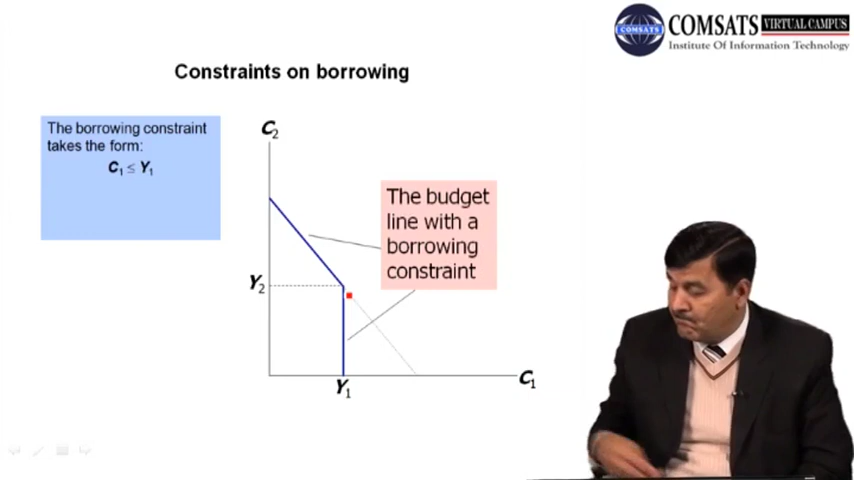 COMSATS VIRTUAL CAMPUS
COMSATS
Institute Of Information Technology
Constraints on borrowing
The borrowing constraint
takes the form:
C₁ ≤ Y₁
C₂
The budget
line with a
borrowing
constraint
Y₂
Y₁
C₁